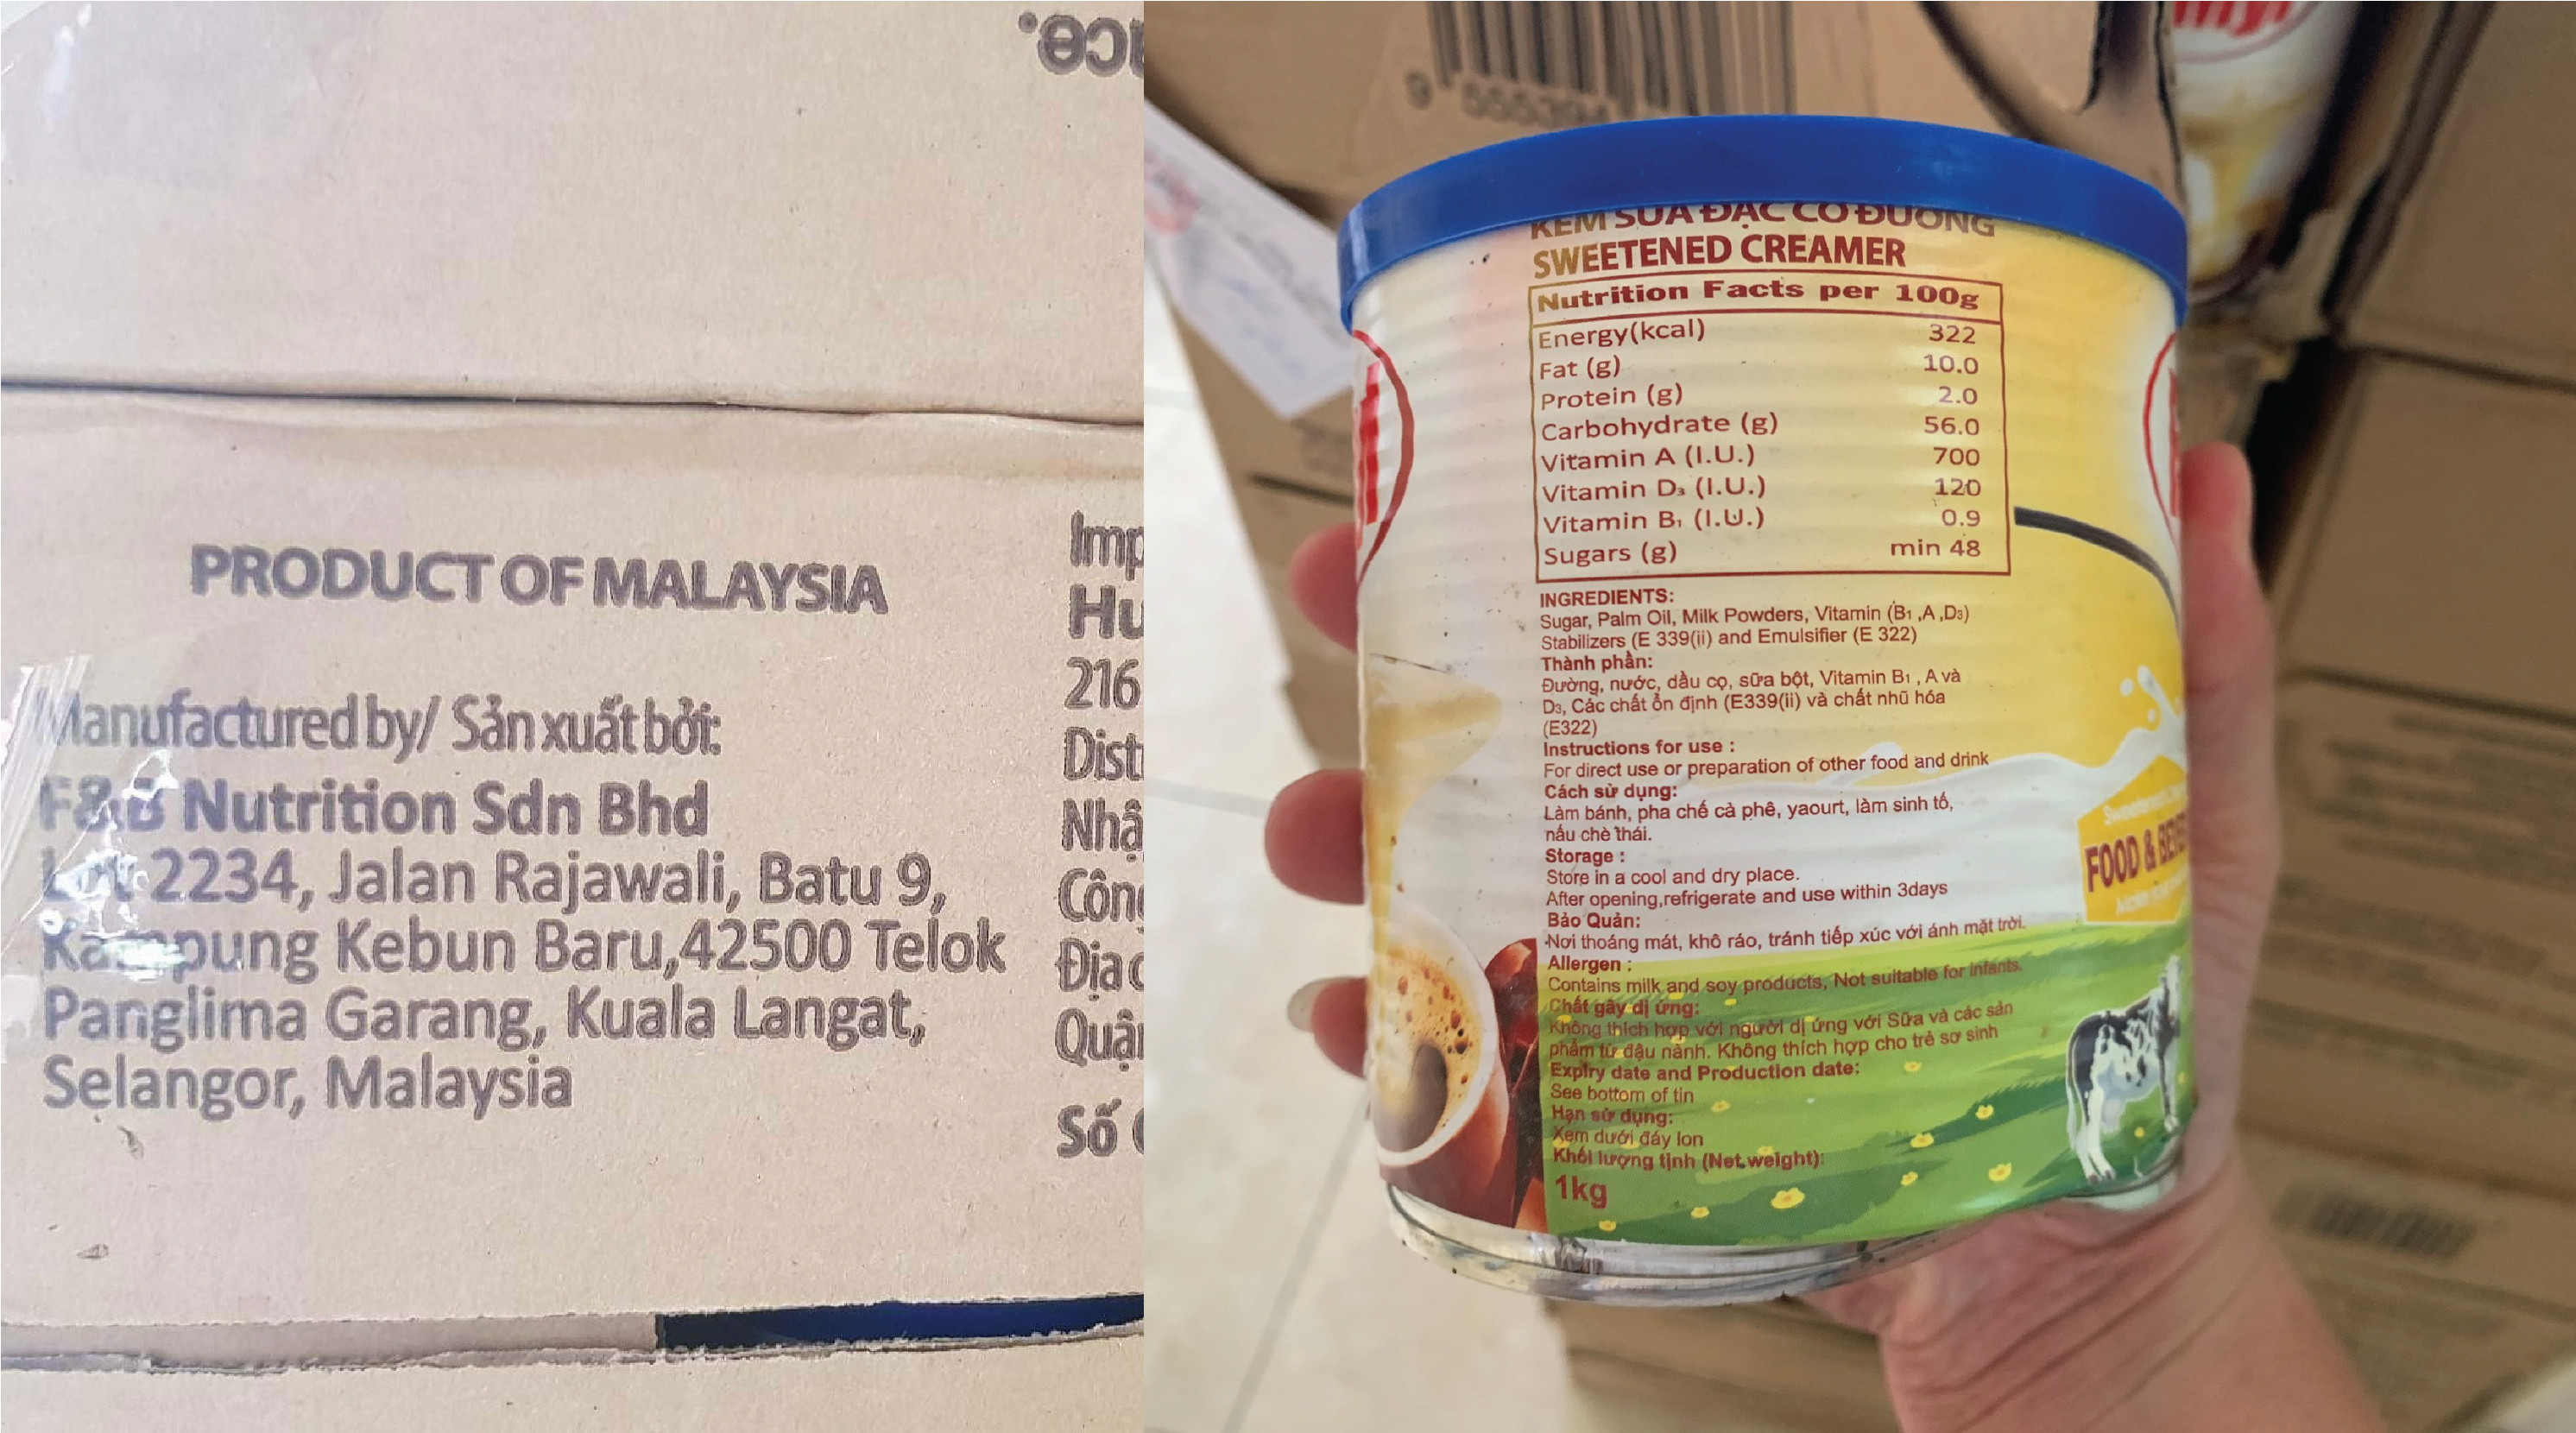 PRODUCT OF MALAYSIA
Manufactured by/ Sản xuất bởi:
F&B Nutrition Sdn Bhd
Lot 2234, Jalan Rajawali, Batu 9,
Kampung Kebun Baru,42500 Telok
Panglima Garang, Kuala Langat,
Selangor, Malaysia
Hu
216
Số
KEM SỮA ĐẶC CÓ ĐƯỜNG
SWEETENED CREAMER
Nutrition Facts per 100g
Energy(kcal) 322
Fat (g) 10.0
Protein (g) 2.0
Carbohydrate (g) 56.0
Vitamin A (I.U.) 700
Vitamin D₃ (I.U.) 120
Vitamin B₁ (I.U.) 0.9
Sugars (g) min 48
INGREDIENTS:
Sugar, Palm Oil, Milk Powders, Vitamin (B₁ ,A ,D₃)
Stabilizers (E 339(ii) and Emulsifier (E 322)
Thành phần:
Đường, nước, dầu cọ, sữa bột, Vitamin B₁ , A và
D₃, Các chất ổn định (E339(ii) và chất nhũ hóa
(E322)
Instructions for use :
For direct use or preparation of other food and drink
Cách sử dụng:
Làm bánh, pha chế cà phê, yaourt, làm sinh tố,
nấu chè thái.
Storage :
Store in a cool and dry place.
After opening,refrigerate and use within 3days
Bảo Quản:
Nơi thoáng mát, khô ráo, tránh tiếp xúc với ánh mặt trời.
Allergen :
Contains milk and soy products, Not suitable for infants.
Chất gây dị ứng:
Không thích hợp với người dị ứng với Sữa và các sản
phẩm từ đậu nành. Không thích hợp cho trẻ sơ sinh
Expiry date and Production date:
See bottom of tin
Hạn sử dụng:
Xem dưới đáy lon
Khối lượng tịnh (Net weight):
1kg
FOOD &